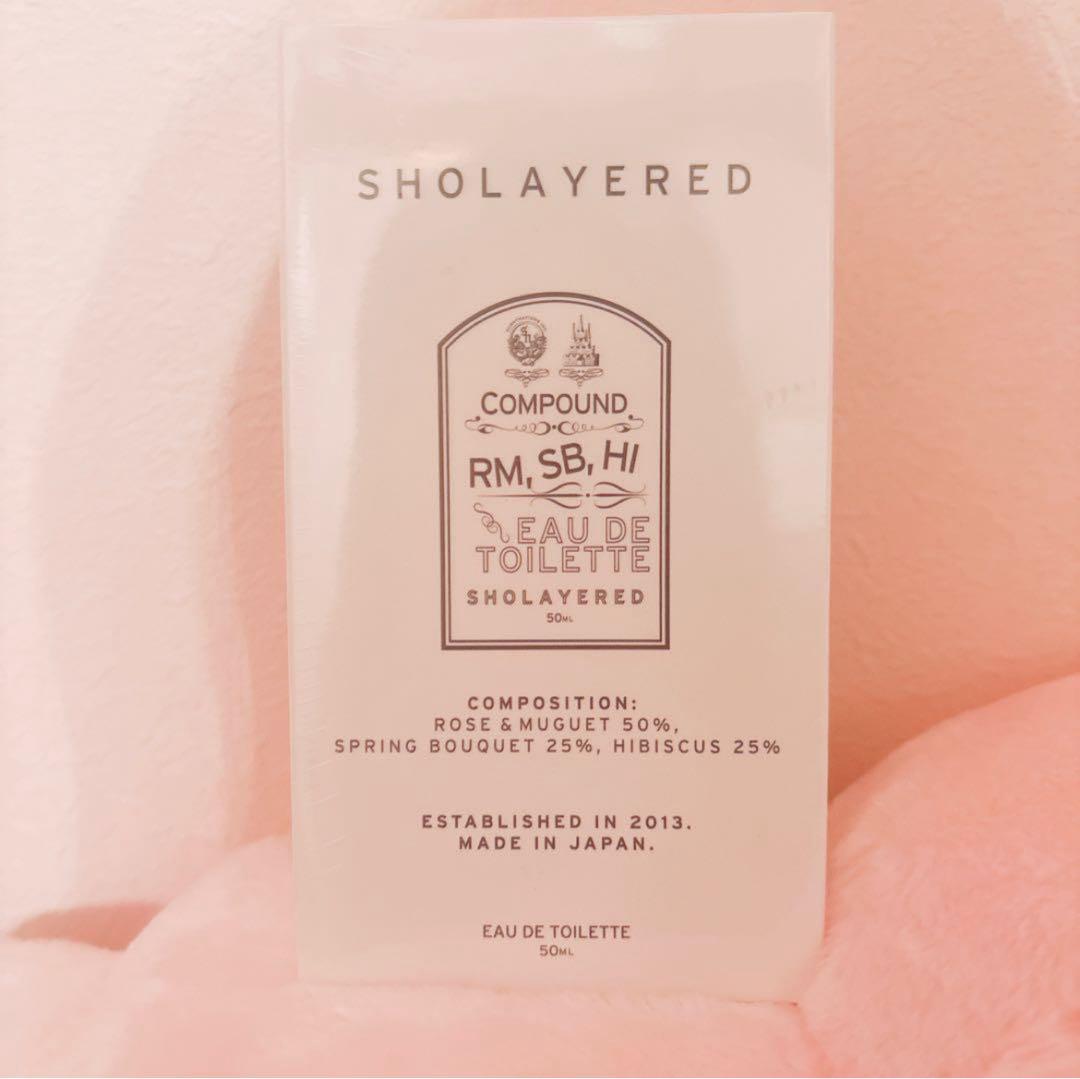 SHOLAYERED
COMPOUND
RM, SB, HI
EAU DE
TOILETTE
SHOLAYERED
50ML
COMPOSITION:
ROSE & MUGUET 50%,
SPRING BOUQUET 25%, HIBISCUS 25%
ESTABLISHED IN 2013.
MADE IN JAPAN.
EAU DE TOILETTE
50ML